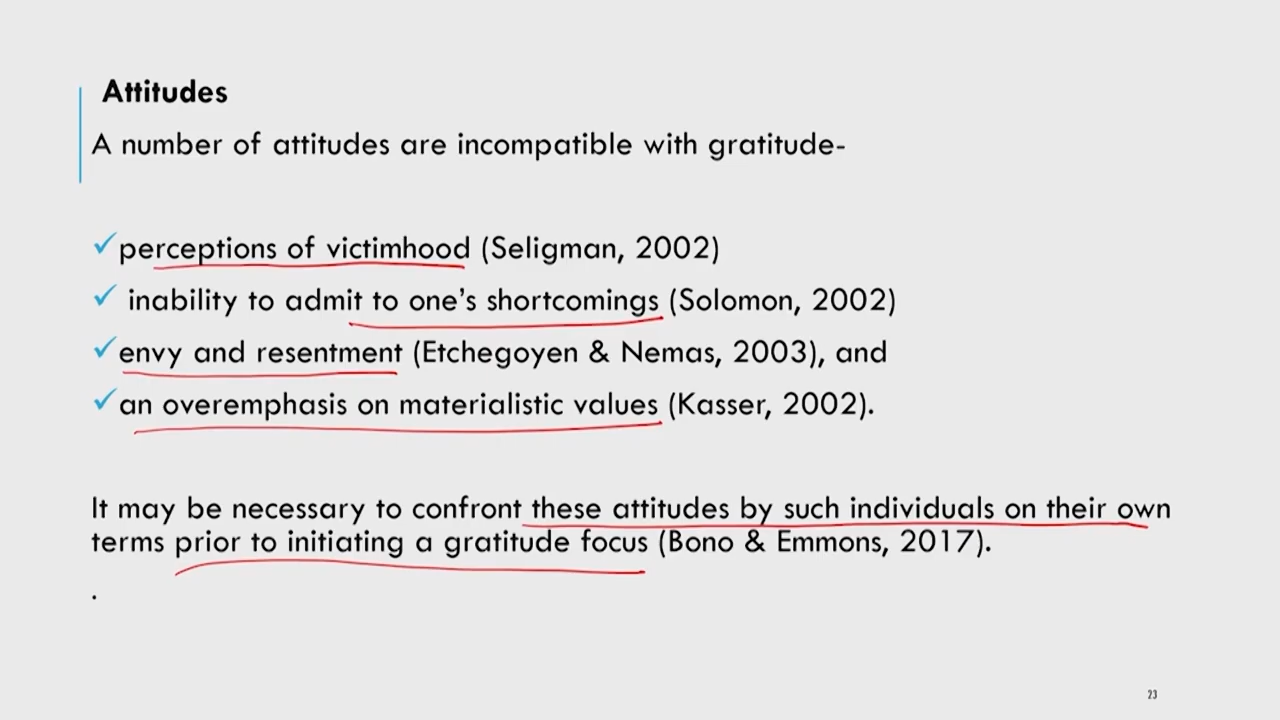 Attitudes
A number of attitudes are incompatible with gratitude-
✓perceptions of victimhood (Seligman, 2002)
✓ inability to admit to one's shortcomings (Solomon, 2002)
✓envy and resentment (Etchegoyen & Nemas, 2003), and
✓an overemphasis on materialistic values (Kasser, 2002).
It may be necessary to confront these attitudes by such individuals on their own
terms prior to initiating a gratitude focus (Bono & Emmons, 2017).
.
23